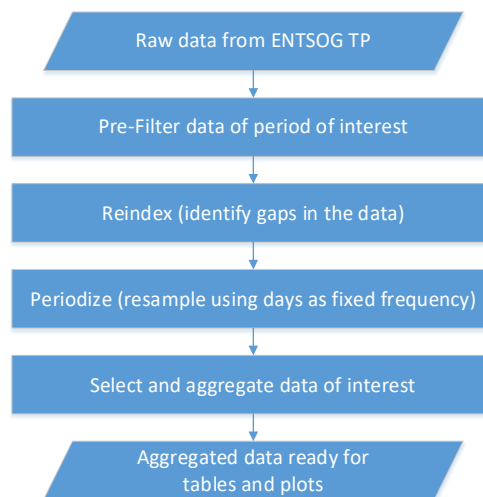 Raw data from ENTSOG TP
Pre-Filter data of period of interest
Reindex (identify gaps in the data)
Periodize (resample using days as fixed frequency)
Select and aggregate data of interest
Aggregated data ready for
tables and plots